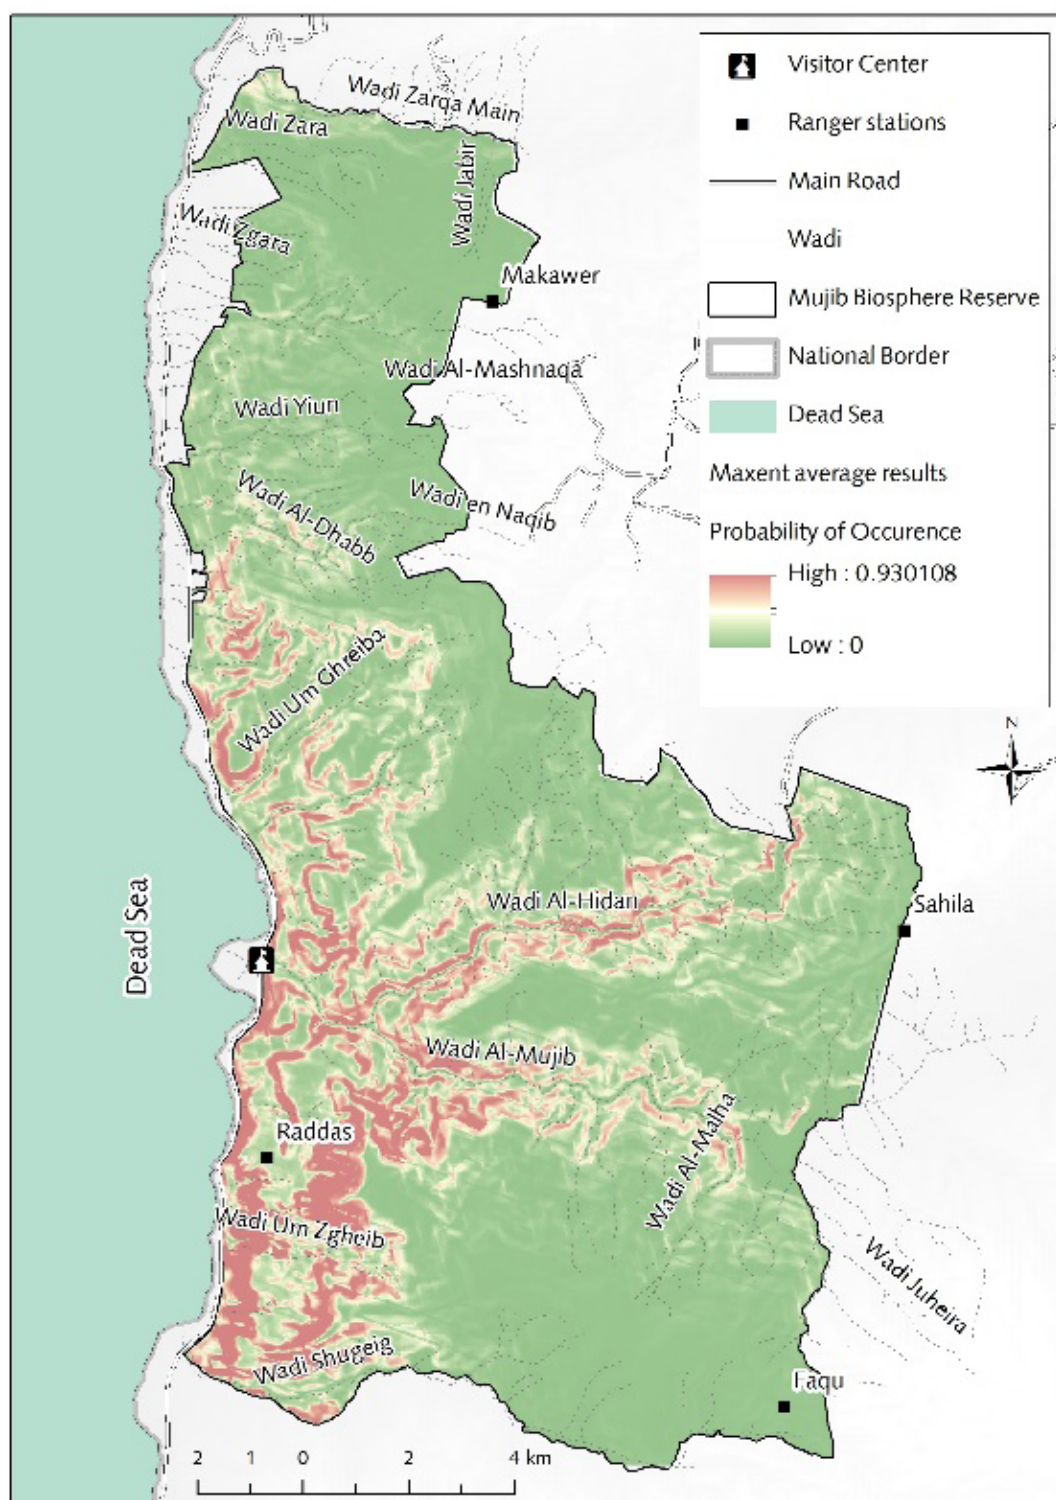 Visitor Center
Ranger stations
Main Road
Wadi
Mujib Biosphere Reserve
National Border
Dead Sea
Maxent average results
Probability of Occurence
High : 0.930108
Low : 0
N
Wadi Zarqa Main
Wadi Zara
Wadi Jabir
Wadi Zgara
Makawer
Wadi Al-Mashnaqa
Wadi Yiun
Wadi Al-Dhabb
Wadi en Naqib
Wadi Um Ghreiba
Wadi Al-Hidan
Sahila
Dead Sea
Wadi Al-Mujib
Wadi Al-Malha
Raddas
Wadi Um Zgheib
Wadi Juheira
Wadi Shugeig
Faqu
2 1 0 2 4 km